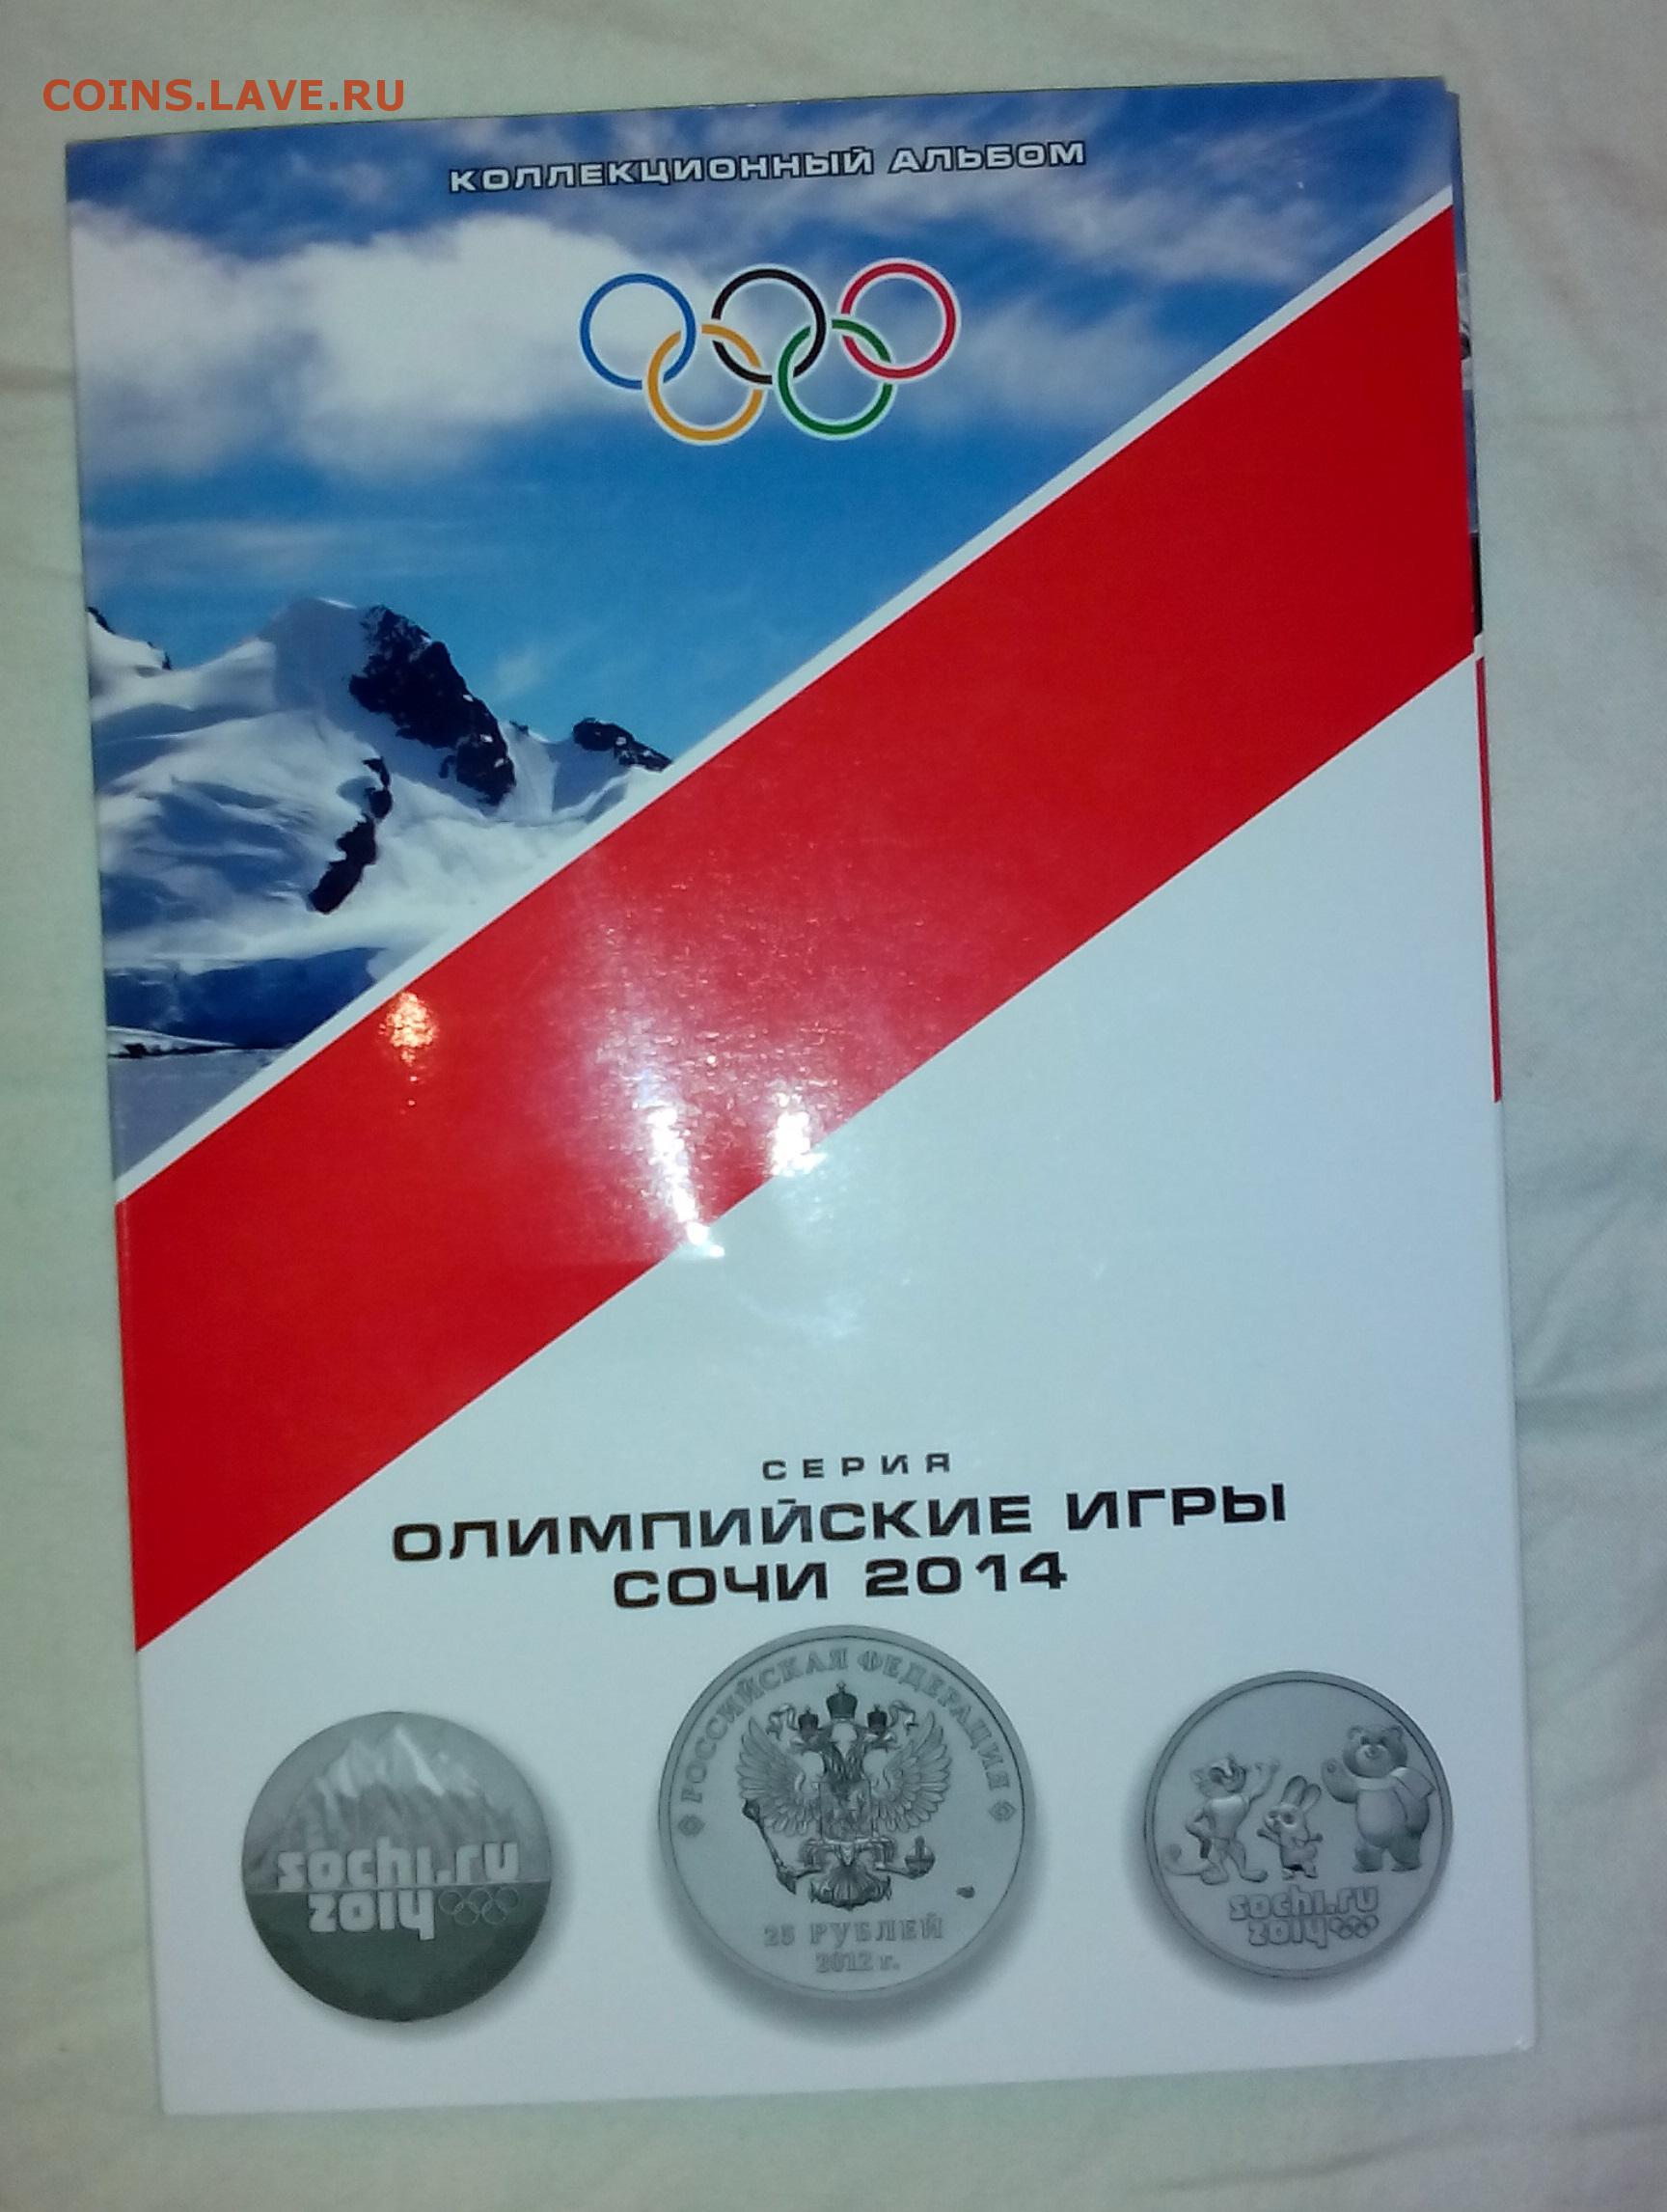 COINS.LAVE.RU
КОЛЛЕКЦИОННЫЙ АЛЬБОМ
СЕРИЯ
ОЛИМПИЙСКИЕ ИГРЫ
СОЧИ 2014
sochi.ru
2014
РОССИЙСКАЯ ФЕДЕРАЦИЯ
25 РУБЛЕЙ
2012 г.
sochi.ru
2014